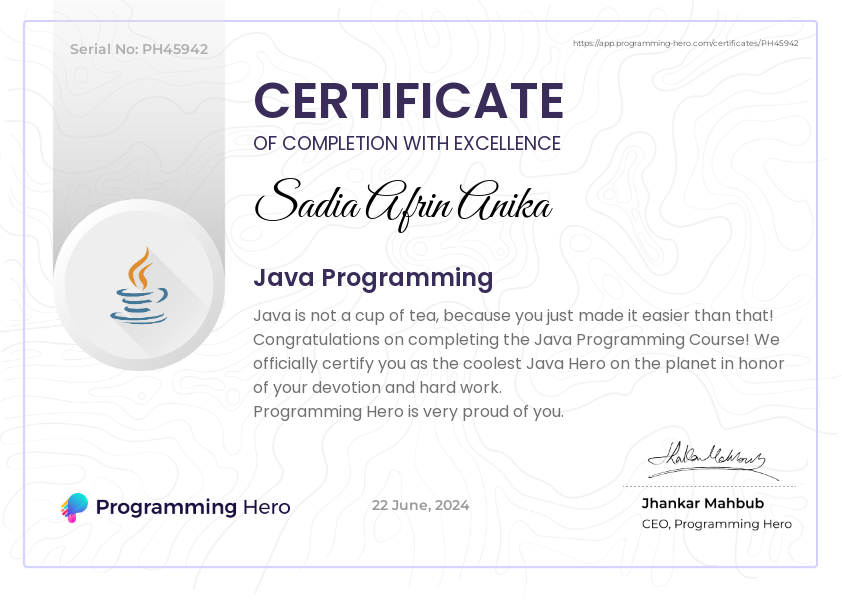 Serial No: PH45942
https://app.programming-hero.com/certificates/PH45942
CERTIFICATE
OF COMPLETION WITH EXCELLENCE
Sadia Afrin Anika
Java Programming
Java is not a cup of tea, because you just made it easier than that!
Congratulations on completing the Java Programming Course! We
officially certify you as the coolest Java Hero on the planet in honor
of your devotion and hard work.
Programming Hero is very proud of you.
Programming Hero
22 June, 2024
Jhankar Mahbub
CEO, Programming Hero